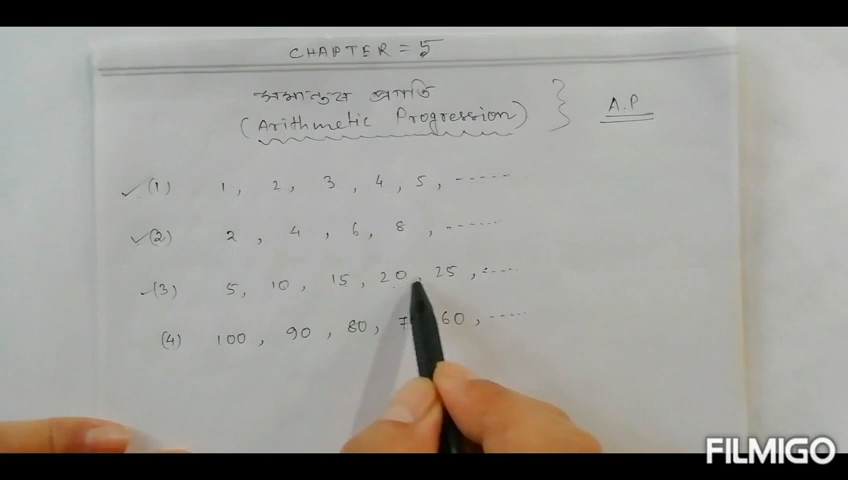 CHAPTER = 5
সমান্তৰ প্ৰগতি
(Arithmetic Progression) } A.P
(1) 1, 2, 3, 4, 5, ------
(2) 2, 4, 6, 8, ------
(3) 5, 10, 15, 20, 25, -----
(4) 100, 90, 80, 60, -----
FILMIGO